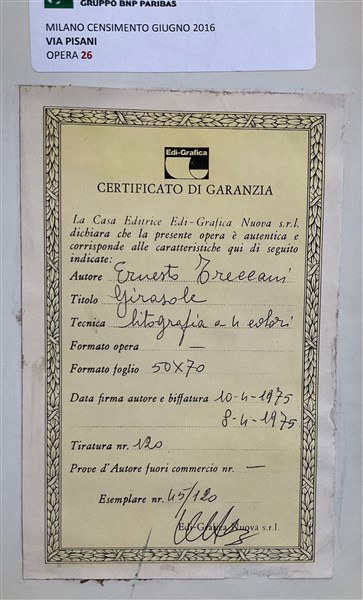 GRUPPO BNP PARIBAS
MILANO CENSIMENTO GIUGNO 2016
VIA PISANI
OPERA 26
Edi-Grafica
CERTIFICATO DI GARANZIA
La Casa Editrice Edi-Grafica Nuova s.r.l.
dichiara che la presente opera è autentica e
corrisponde alle caratteristiche qui di seguito
indicate:
Autore Ernesto Treccani
Titolo Girasole
Tecnica litografia a 4 colori
Formato opera —
Formato foglio 50X70
Data firma autore e biffatura 10-4-1975
8-4-1975
Tiratura nr. 120
Prove d'Autore fuori commercio nr. —
Esemplare nr. 45/120
Edi-Grafica Nuova s.r.l.